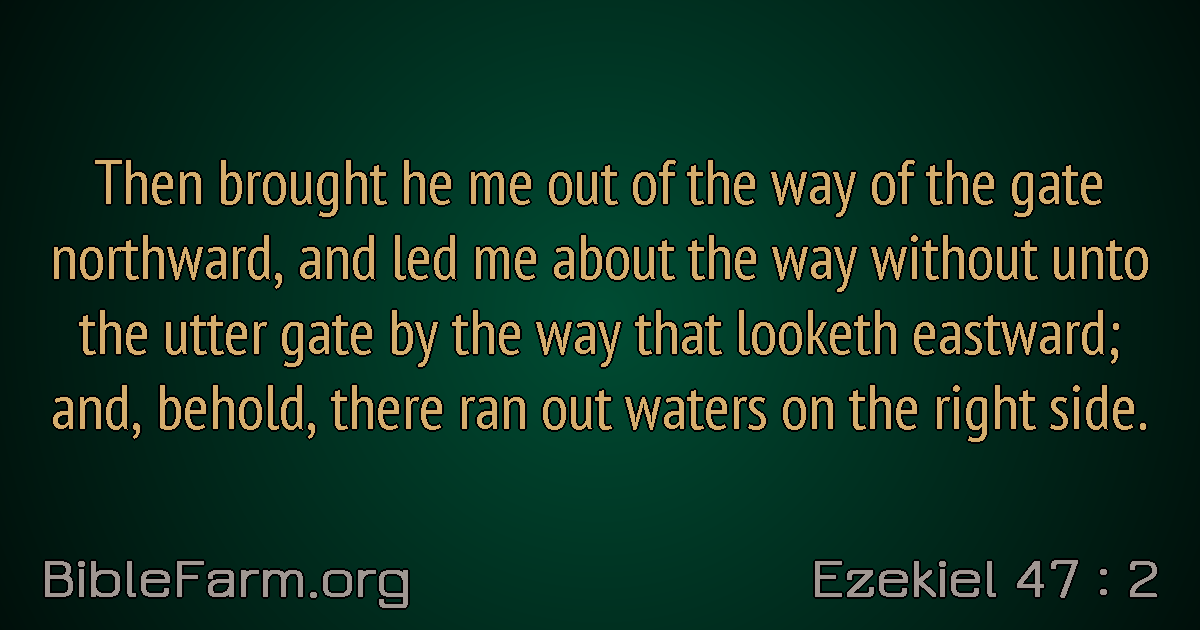 Then brought he me out of the way of the gate
northward, and led me about the way without unto
the utter gate by the way that looketh eastward;
and, behold, there ran out waters on the right side.
BibleFarm.org
Ezekiel 47 : 2